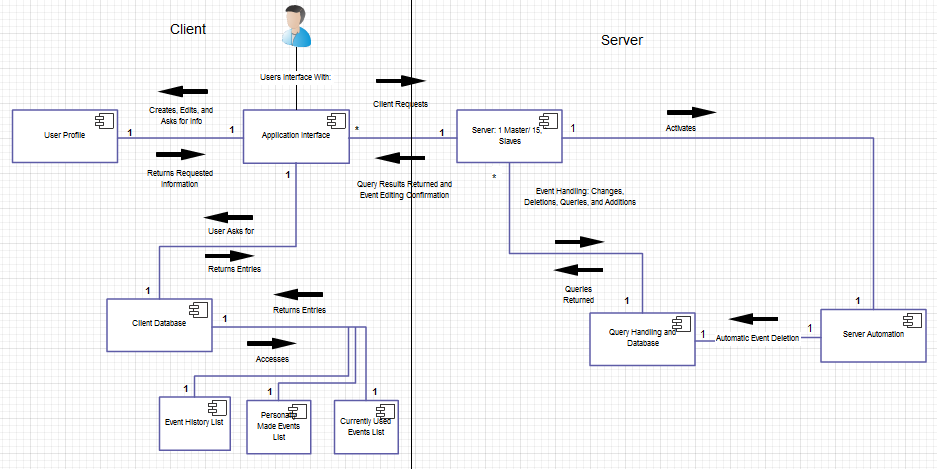 Client
Server
Users Interface With:
Creates, Edits, and
Asks for Info
Client Requests
Activates
User Profile
1
1
Application Interface
*
1
Server: 1 Master/ 15,
Slaves
1
Returns Requested
Information
1
Query Results Returned and
Event Editing Confirmation
*
Event Handling: Changes,
Deletions, Queries, and Additions
User Asks for
Returns Entries
1
Queries
Returned
1
1
Returns Entries
Client Database
1
Accesses
Query Handling and
Database
1
Automatic Event Deletion
1
Server Automation
1
1
1
Event History List
Personally
Made Events
List
Currently Used
Events List